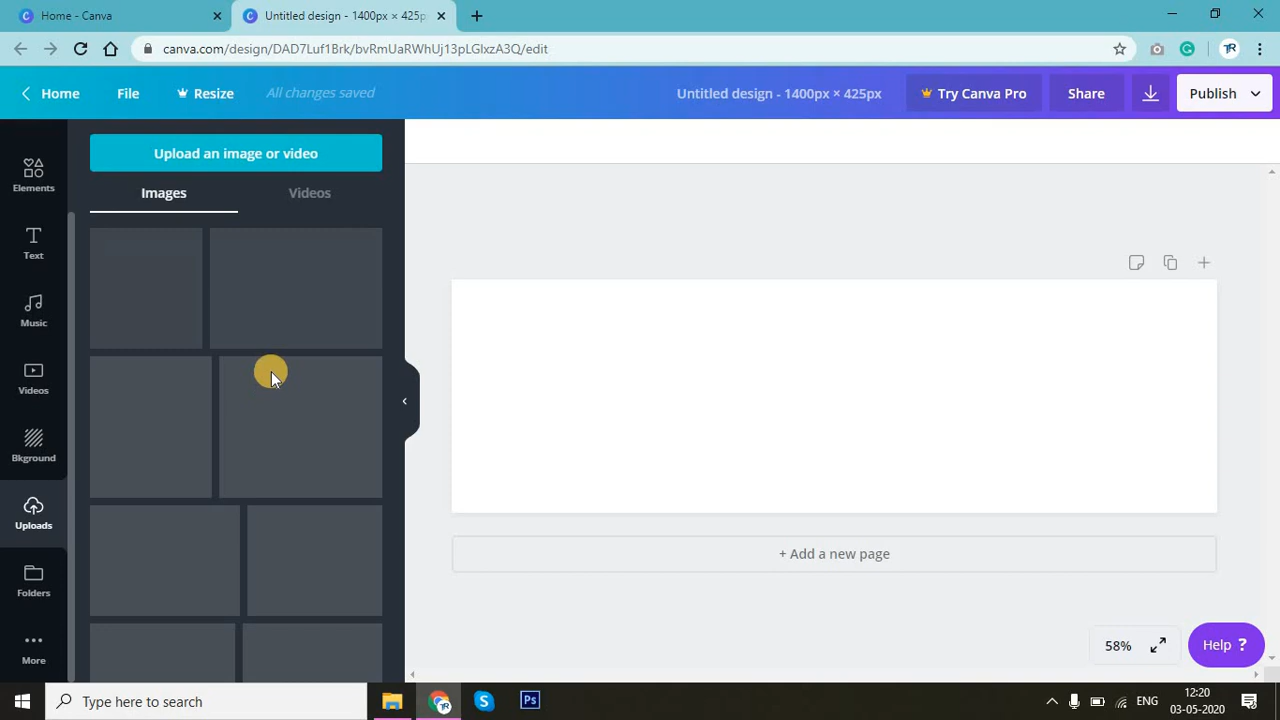 Home - Canva
Untitled design - 1400px × 425px
canva.com/design/DAD7Luf1Brk/bvRmUaRWhUj13pLGlxzA3Q/edit
Home
File
Resize
All changes saved
Untitled design - 1400px × 425px
Try Canva Pro
Share
Publish
Elements
Text
Music
Videos
Bkground
Uploads
Folders
More
Upload an image or video
Images
Videos
+ Add a new page
58%
Help ?
Type here to search
Ps
ENG
12:20
03-05-2020